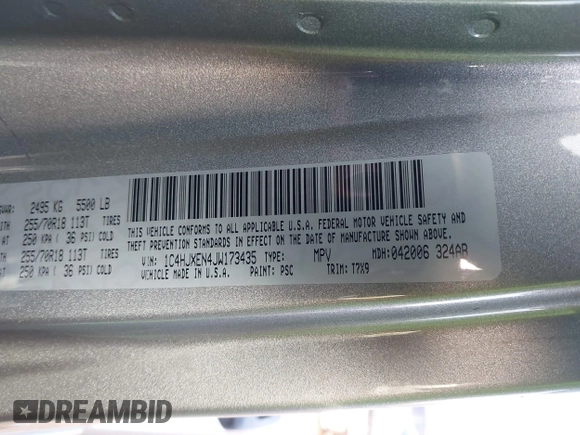 GVWR: 2495 KG 5500 LB
WITH 255/70R18 113T TIRES
250 KPA ( 36 PSI) COLD
WITH 255/70R18 113T TIRES
250 KPA ( 36 PSI) COLD
THIS VEHICLE CONFORMS TO ALL APPLICABLE U.S.A. FEDERAL MOTOR VEHICLE SAFETY AND
THEFT PREVENTION STANDARDS IN EFFECT ON THE DATE OF MANUFACTURE SHOWN ABOVE.
VIN: 1C4HJXEN4JW173435 TYPE: MPV MDH: 042006 324AR
VEHICLE MADE IN U.S.A. PAINT: PSC TRIM: T7X9
DREAMBID